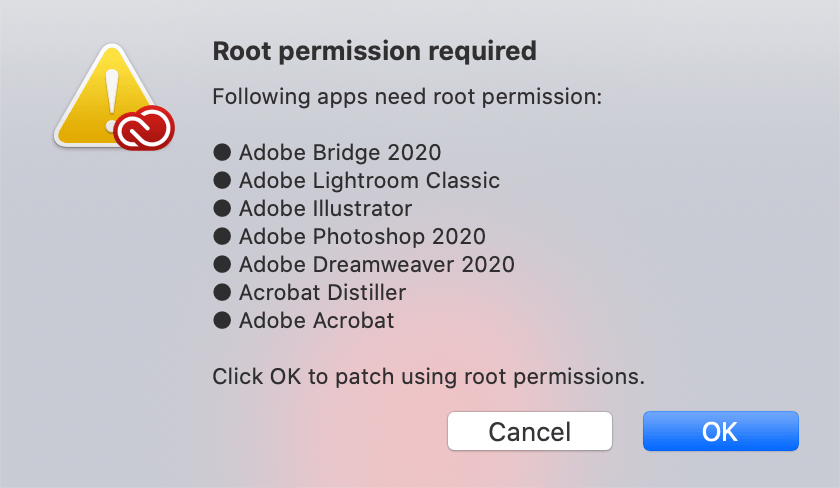 Root permission required
Following apps need root permission:
● Adobe Bridge 2020
● Adobe Lightroom Classic
● Adobe Illustrator
● Adobe Photoshop 2020
● Adobe Dreamweaver 2020
● Acrobat Distiller
● Adobe Acrobat
Click OK to patch using root permissions.
Cancel
OK